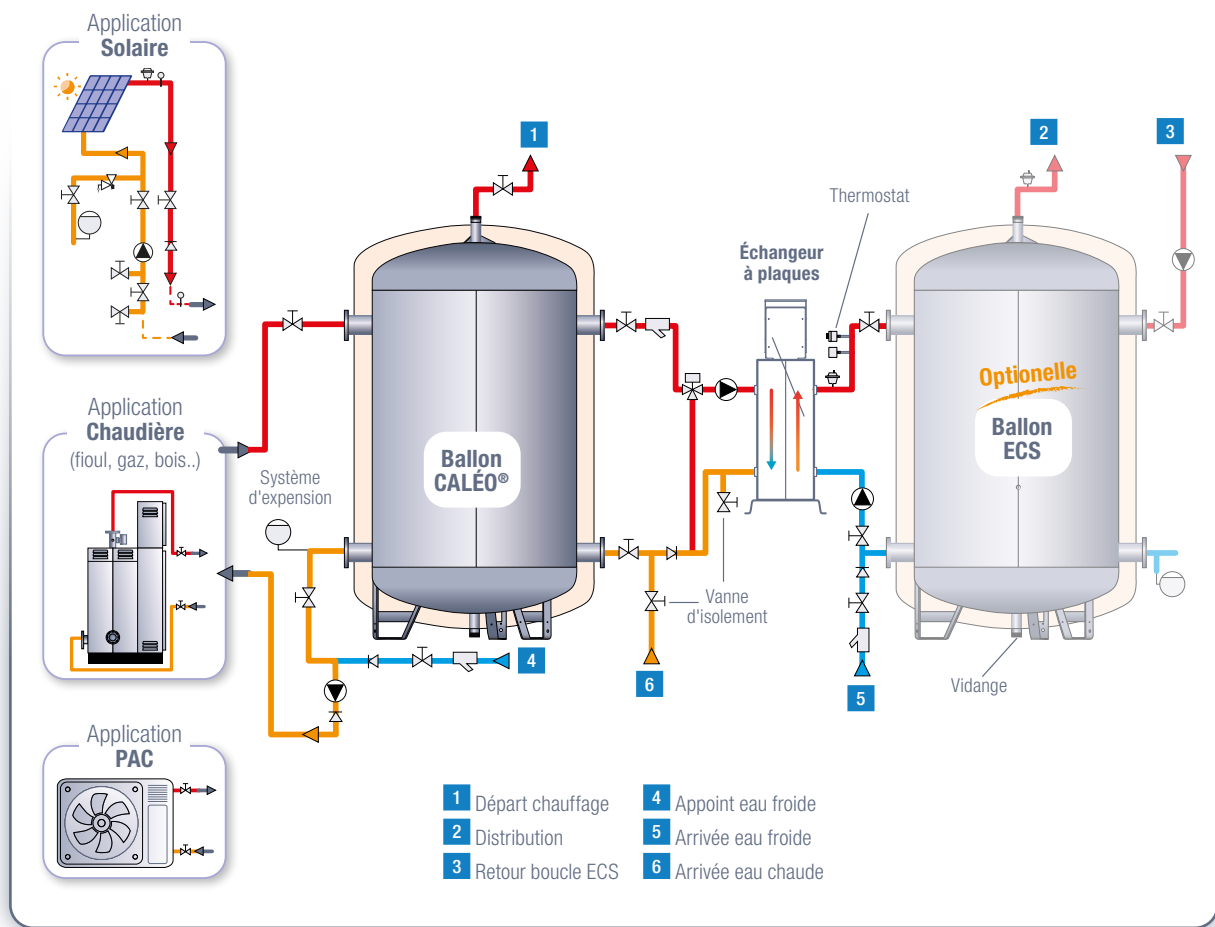 Application
Solaire
1
2
3
Thermostat
Échangeur
à plaques
Optionelle
Ballon
ECS
Application
Chaudière
(fioul, gaz, bois..)
Système
d'expension
Ballon
CALÉO®
Vanne
d'isolement
4
6
5
Vidange
Application
PAC
1 Départ chauffage
2 Distribution
3 Retour boucle ECS
4 Appoint eau froide
5 Arrivée eau froide
6 Arrivée eau chaude